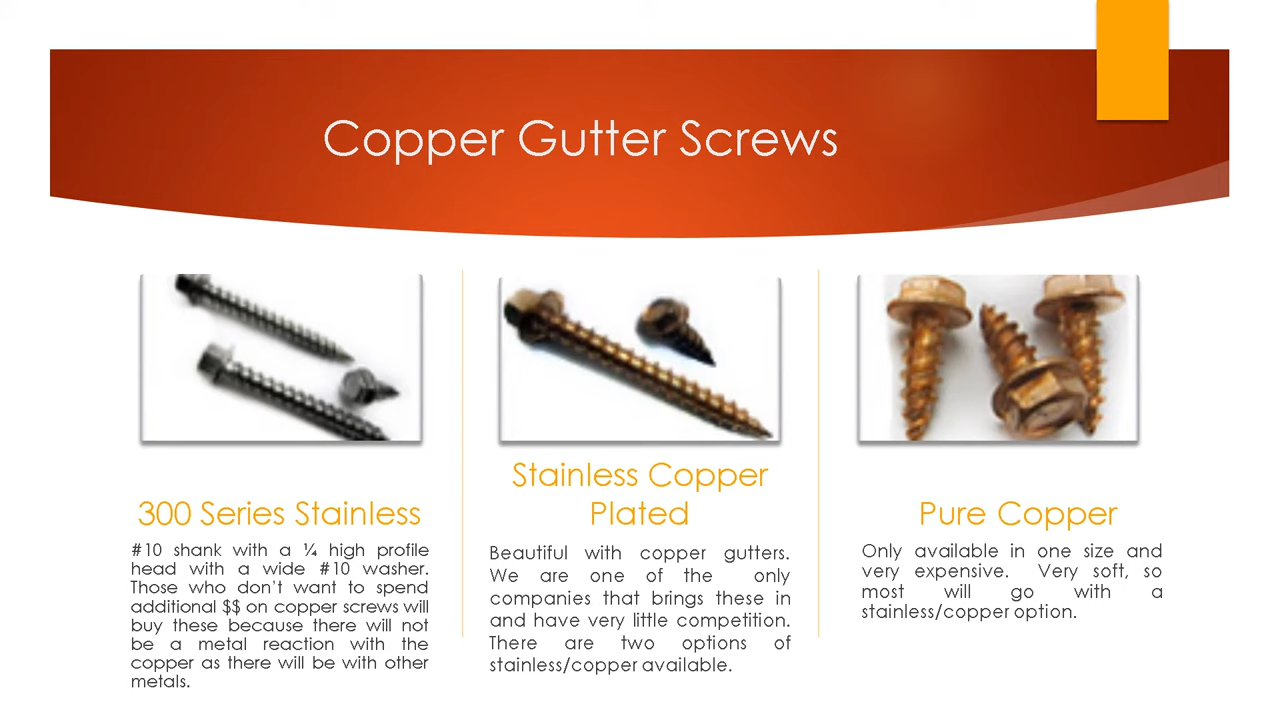 Copper Gutter Screws
300 Series Stainless
#10 shank with a ¼ high profile
head with a wide #10 washer.
Those who don’t want to spend
additional $$ on copper screws will
buy these because there will not
be a metal reaction with the
copper as there will be with other
metals.
Stainless Copper
Plated
Beautiful with copper gutters.
We are one of the only
companies that brings these in
and have very little competition.
There are two options of
stainless/copper available.
Pure Copper
Only available in one size and
very expensive. Very soft, so
most will go with a
stainless/copper option.